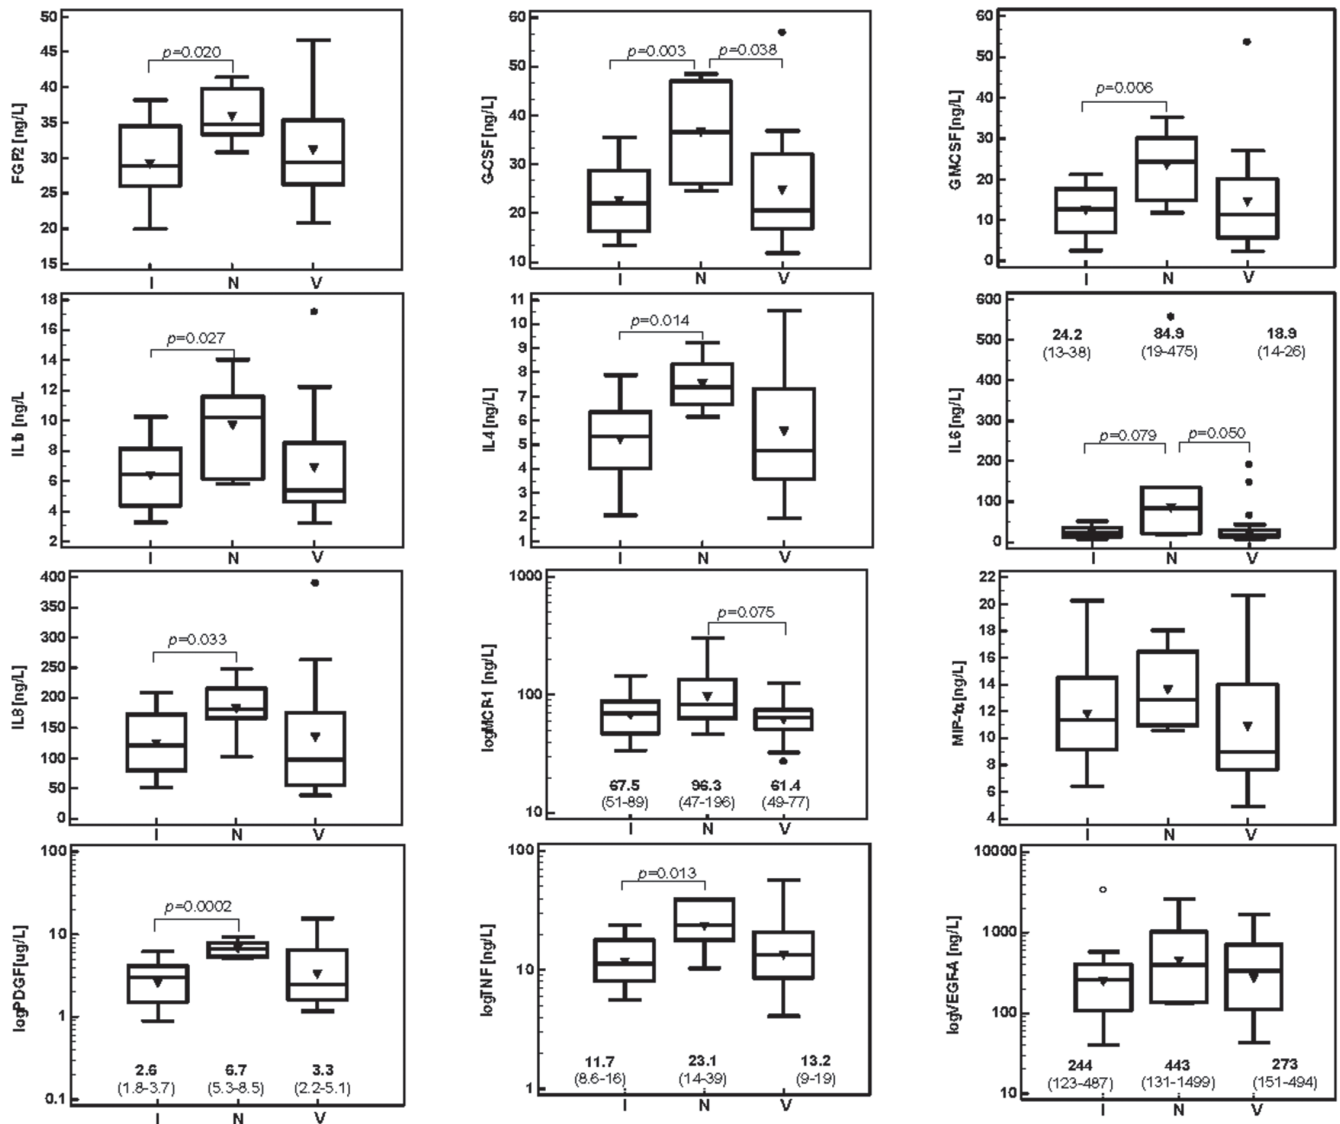 FGF2 [ng/L]
50
45
40
35
30
25
20
15
p=0.020
I N V
G-CSF [ng/L]
60
50
40
30
20
10
p=0.003 p=0.038
I N V
GM-CSF [ng/L]
60
50
40
30
20
10
0
p=0.006
I N V
IL1b [ng/L
18
16
14
12
10
8
6
4
2
p=0.027
I N V
IL4 [ng/L]
11
10
9
8
7
6
5
4
3
2
1
p=0.014
I N V
IL6 [ng/L]
600
500
400
300
200
100
0
24.2 84.9 18.9
(13-38) (19-475) (14-26)
p=0.079 p=0.050
I N V
IL8 [ng/L]
400
350
300
250
200
150
100
50
0
p=0.033
I N V
logMCP-1 [ng/L]
1000
100
10
p=0.075
67.5 96.3 61.4
(51-89) (47-196) (49-77)
I N V
MIP-1α [ng/L]
22
20
18
16
14
12
10
8
6
4
I N V
logPDGF [ug/L]
100
10
1
0.1
p=0.0002
2.6 6.7 3.3
(1.8-3.7) (5.3-8.5) (2.2-5.1)
I N V
logTNF [ng/L]
100
10
1
p=0.013
11.7 23.1 13.2
(8.6-16) (14-39) (9-19)
I N V
logVEGF-A [ng/L]
10000
1000
100
10
244 443 273
(123-487) (131-1499) (151-494)
I N V